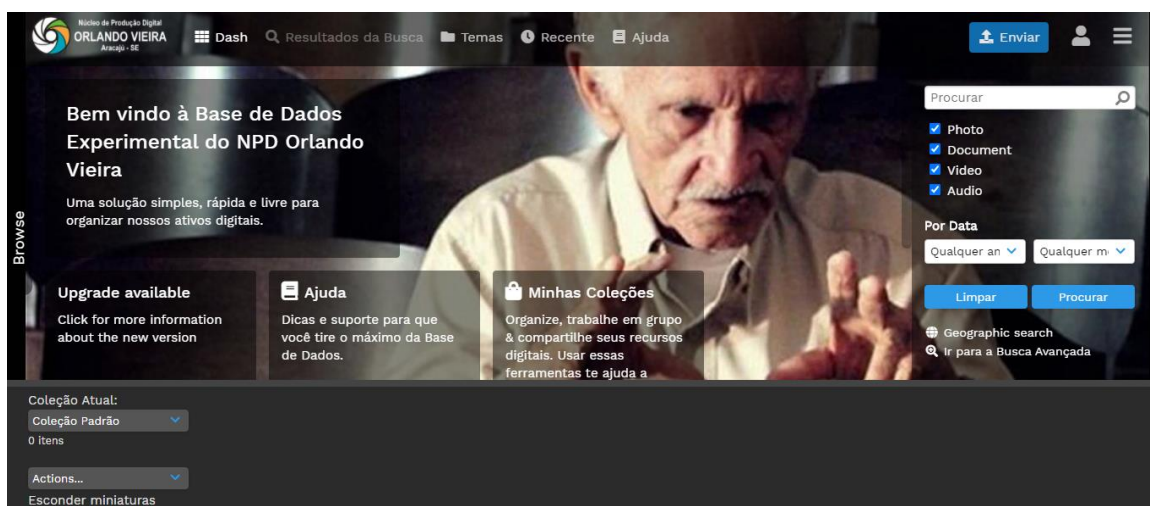 Núcleo de Produção Digital
ORLANDO VIEIRA
Aracajú - SE
Dash
Resultados da Busca
Temas
Recente
Ajuda
Enviar
Browse
Bem vindo à Base de Dados
Experimental do NPD Orlando
Vieira
Uma solução simples, rápida e livre para
organizar nossos ativos digitais.
Upgrade available
Click for more information
about the new version
Ajuda
Dicas e suporte para que
você tire o máximo da Base
de Dados.
Minhas Coleções
Organize, trabalhe em grupo
& compartilhe seus recursos
digitais. Usar essas
ferramentas te ajuda a
Procurar
Photo
Document
Video
Audio
Por Data
Qualquer an
Qualquer m
Limpar
Procurar
Geographic search
Ir para a Busca Avançada
Coleção Atual:
Coleção Padrão
0 itens
Actions...
Esconder miniaturas